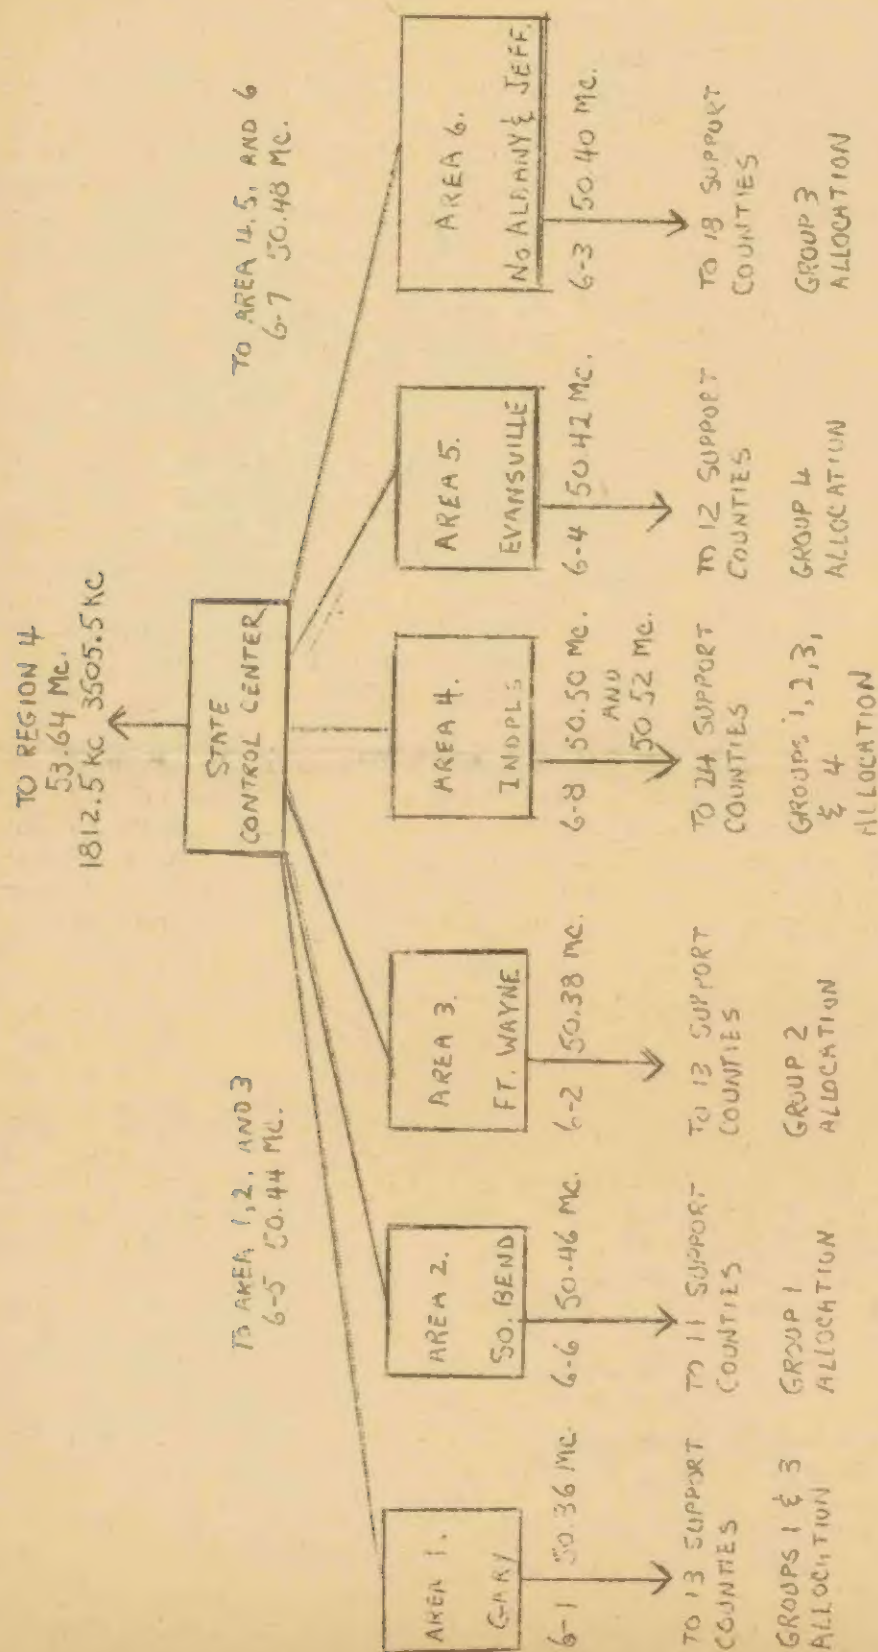 TO REGION 4
53.64 MC.
1812.5 KC 3505.5 KC
STATE
CONTROL CENTER
TO AREA 1, 2, AND 3
6-5 50.44 MC.
TO AREA 4, 5, AND 6
6-7 50.48 MC.
AREA 1.
GARY
6-1 50.36 MC.
TO 13 SUPPORT
COUNTIES
GROUPS 1 & 3
ALLOCATION
AREA 2.
SO. BEND
6-6 50.46 MC.
TO 11 SUPPORT
COUNTIES
GROUP 1
ALLOCATION
AREA 3.
FT. WAYNE
6-2 50.38 MC.
TO 13 SUPPORT
COUNTIES
GROUP 2
ALLOCATION
AREA 4.
INDPLS
6-8 50.50 MC.
AND
50 52 MC.
TO 24 SUPPORT
COUNTIES
GROUPS 1, 2, 3,
& 4
ALLOCATION
AREA 5.
EVANSVILLE
6-4 50.42 MC.
TO 12 SUPPORT
COUNTIES
GROUP 4
ALLOCATION
AREA 6.
NO ALBANY & JEFF.
6-3 50.40 MC.
TO 18 SUPPORT
COUNTIES
GROUP 3
ALLOCATION